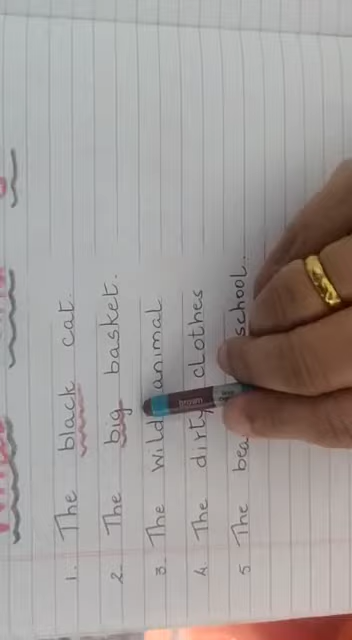 1. The black cat.
2. The big basket.
3. The wild animal
4. The dirty clothes
5 The school.
brown